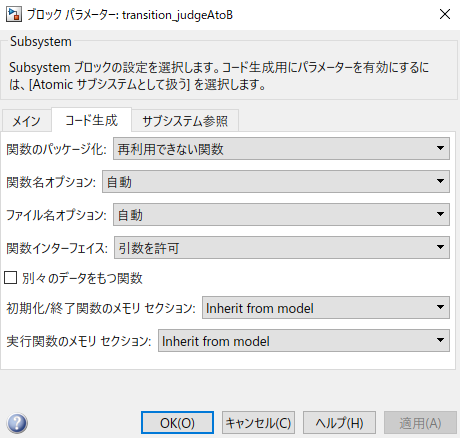 ブロック パラメーター: transition_judgeAtoB
Subsystem
Subsystem ブロックの設定を選択します。コード生成用にパラメーターを有効にするに
は、[Atomic サブシステムとして扱う] を選択します。
メイン コード生成 サブシステム参照
関数のパッケージ化: 再利用できない関数
関数名オプション: 自動
ファイル名オプション: 自動
関数インターフェイス: 引数を許可
別々のデータをもつ関数
初期化/終了関数のメモリ セクション: Inherit from model
実行関数のメモリ セクション: Inherit from model
OK(O) キャンセル(C) ヘルプ(H) 適用(A)